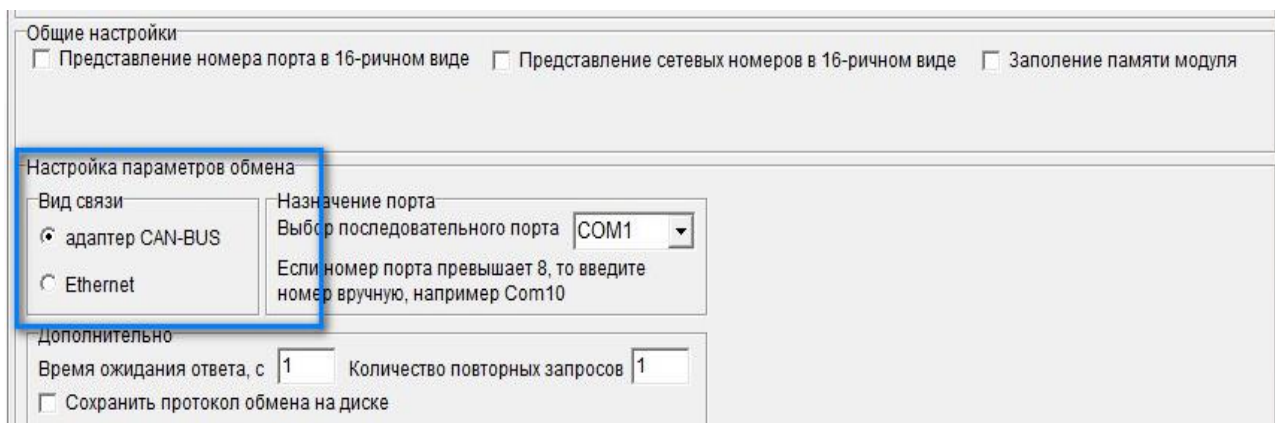 Общие настройки
Представление номера порта в 16-ричном виде Представление сетевых номеров в 16-ричном виде Заполение памяти модуля
Настройка параметров обмена
Вид связи
адаптер CAN-BUS
Ethernet
Назначение порта
Выбор последовательного порта COM1
Если номер порта превышает 8, то введите
номер вручную, например Com10
Дополнительно
Время ожидания ответа, с 1 Количество повторных запросов 1
Сохранить протокол обмена на диске